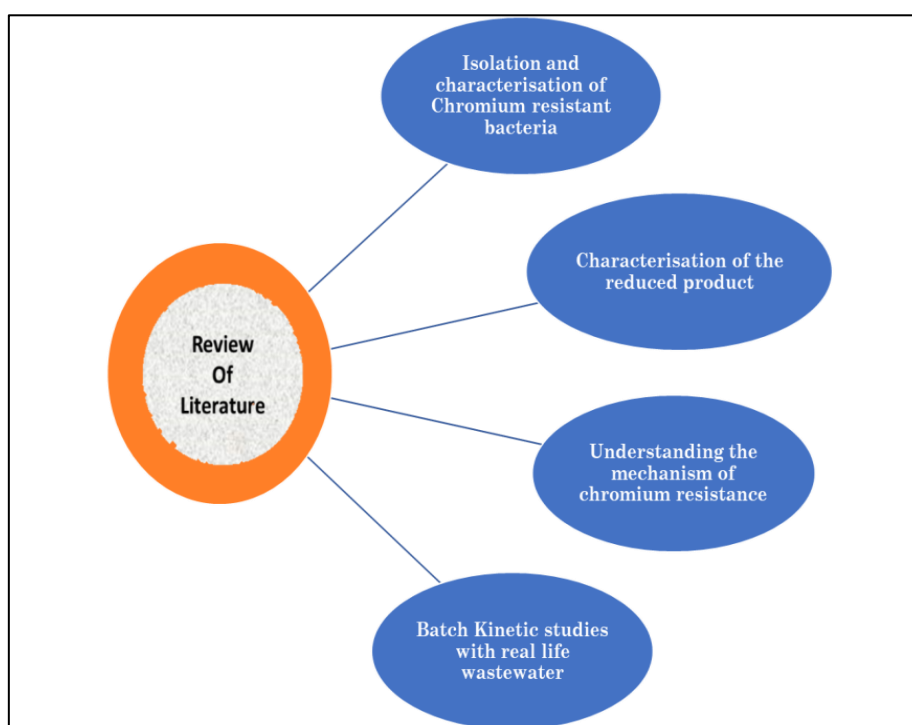 Isolation and
characterisation of
Chromium resistant
bacteria
Characterisation of the
reduced product
Review
Of
Literature
Understanding the
mechanism of
chromium resistance
Batch Kinetic studies
with real life
wastewater